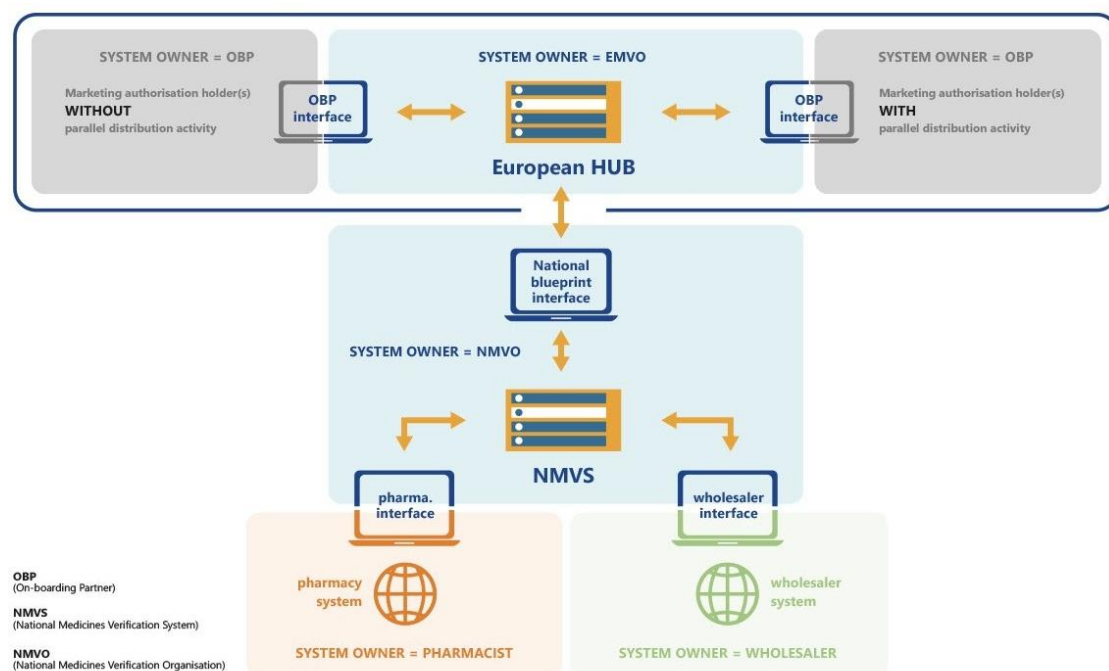 SYSTEM OWNER = OBP
Marketing authorisation holder(s)
WITHOUT
parallel distribution activity
OBP
interface
SYSTEM OWNER = EMVO
European HUB
OBP
interface
SYSTEM OWNER = OBP
Marketing authorisation holder(s)
WITH
parallel distribution activity
National
blueprint
interface
SYSTEM OWNER = NMVO
NMVS
pharma.
interface
wholesaler
interface
pharmacy
system
wholesaler
system
SYSTEM OWNER = PHARMACIST
SYSTEM OWNER = WHOLESALER
OBP
(On-boarding Partner)
NMVS
(National Medicines Verification System)
NMVO
(National Medicines Verification Organisation)